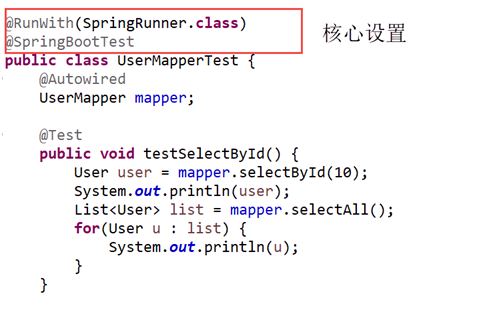 @RunWith(SpringRunner.class)
@SpringBootTest
核心设置
public class UserMapperTest {
    @Autowired
    UserMapper mapper;

    @Test
    public void testSelectById() {
        User user = mapper.selectById(10);
        System.out.println(user);
        List<User> list = mapper.selectAll();
        for(User u : list) {
            System.out.println(u);
        }
    }